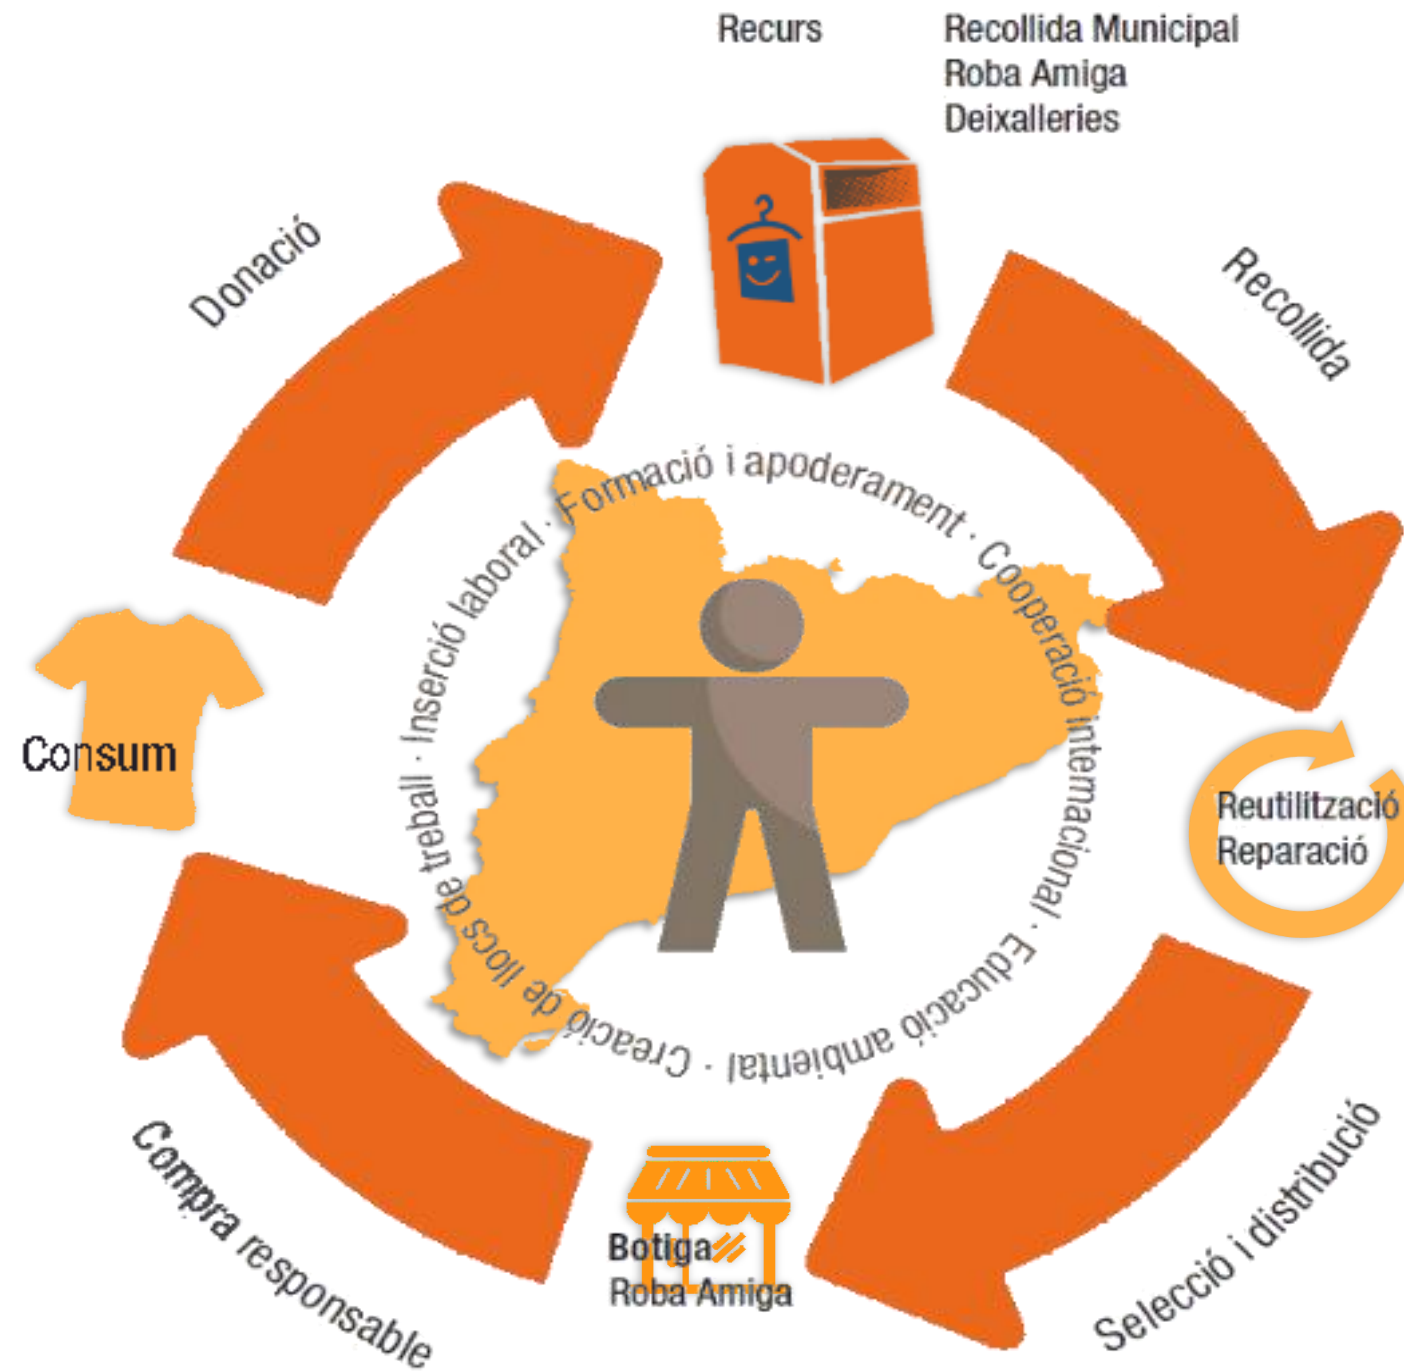 Recurs
Recollida Municipal
Roba Amiga
Deixalleries
Donació
Recollida
Inserció laboral · Formació i apoderament · Cooperació internacional · Educació ambiental · Creació de llocs de treball ·
Consum
Reutilització
Reparació
Botiga
Roba Amiga
Compra responsable
Selecció i distribució